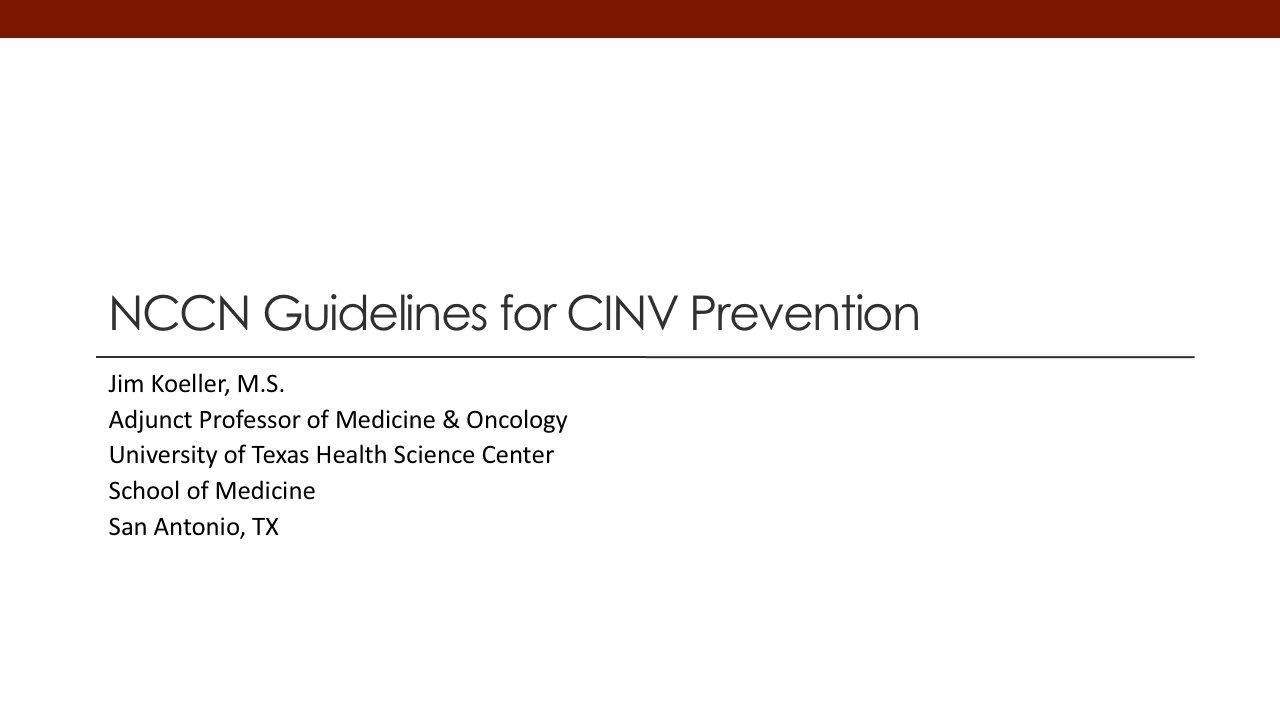 NCCN Guidelines for CINV Prevention
Jim Koeller, M.S.
Adjunct Professor of Medicine & Oncology
University of Texas Health Science Center
School of Medicine
San Antonio, TX